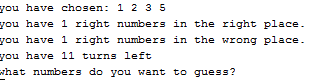 you have chosen: 1 2 3 5
you have 1 right numbers in the right place.
you have 1 right numbers in the wrong place.
you have 11 turns left
what numbers do you want to guess?